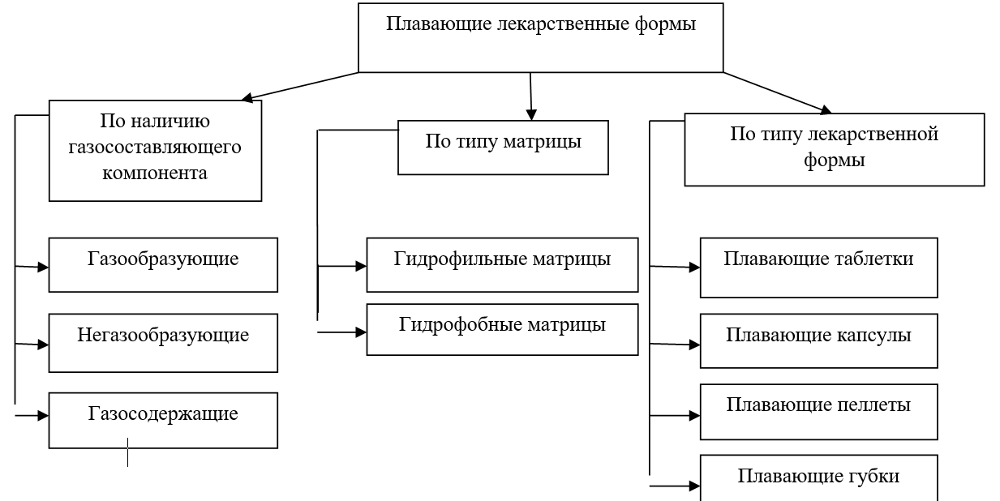 Плавающие лекарственные формы
По наличию
газосоставляющего
компонента
По типу матрицы
По типу лекарственной
формы
Газообразующие
Негазообразующие
Газосодержащие
Гидрофильные матрицы
Гидрофобные матрицы
Плавающие таблетки
Плавающие капсулы
Плавающие пеллеты
Плавающие губки